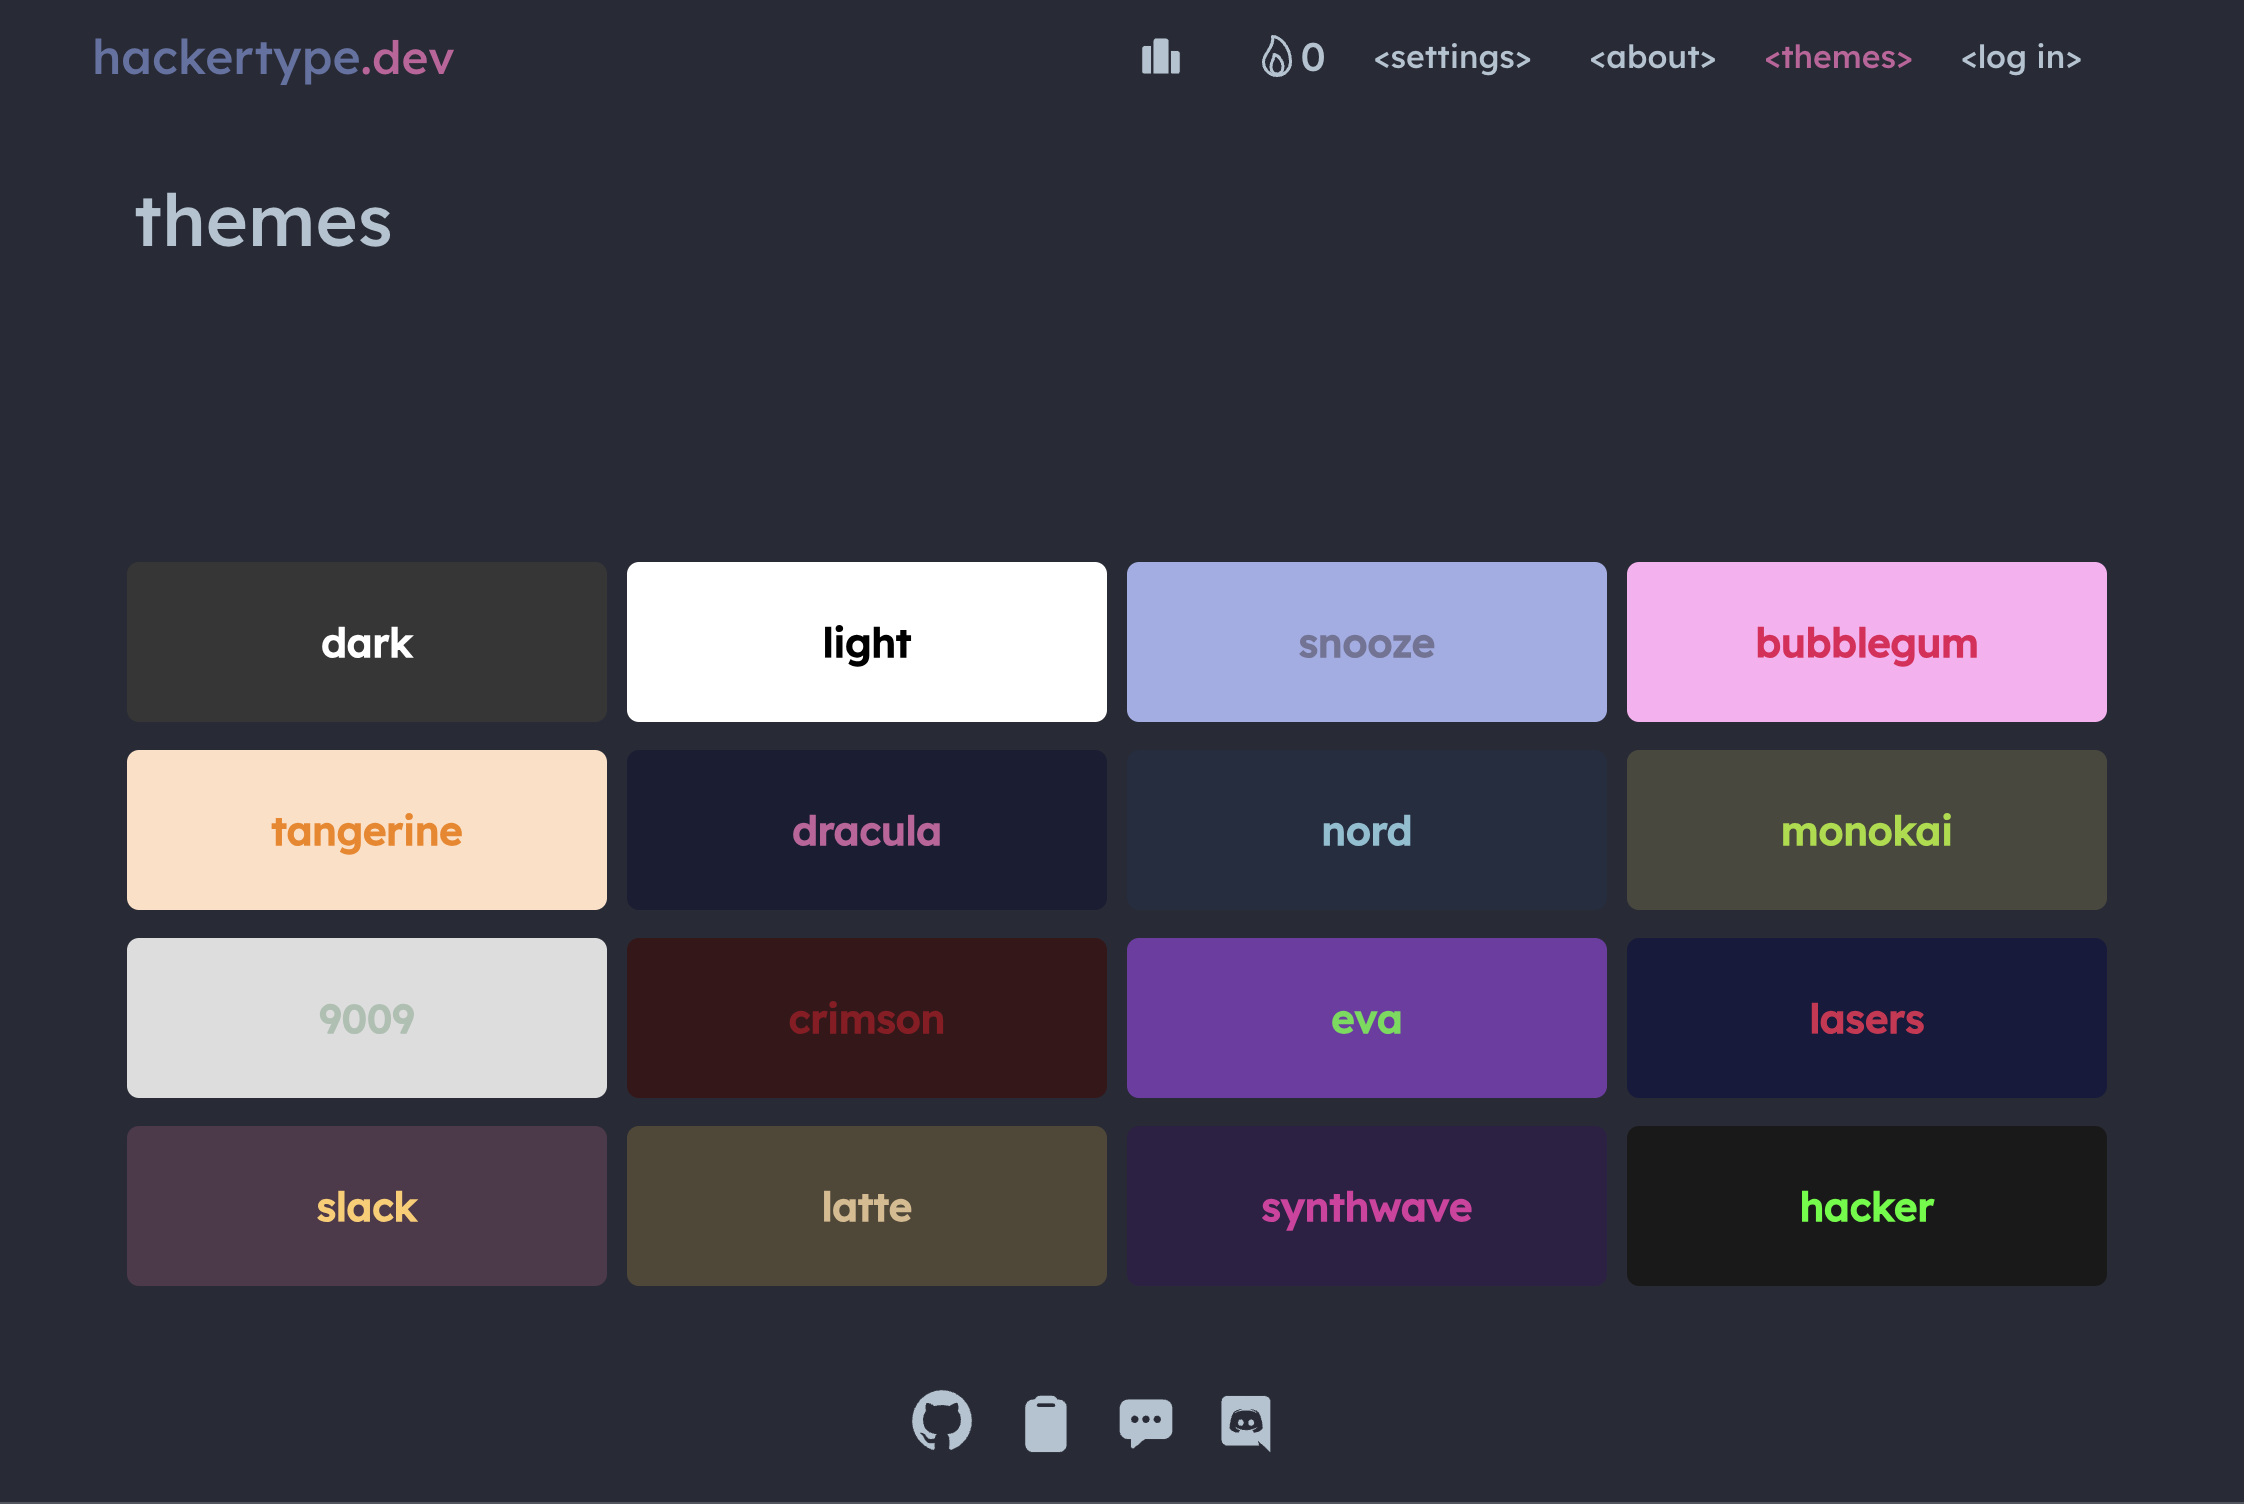 hackertype.dev 0 <settings> <about> <themes> <log in>
themes
dark light snooze bubblegum
tangerine dracula nord monokai
9009 crimson eva lasers
slack latte synthwave hacker